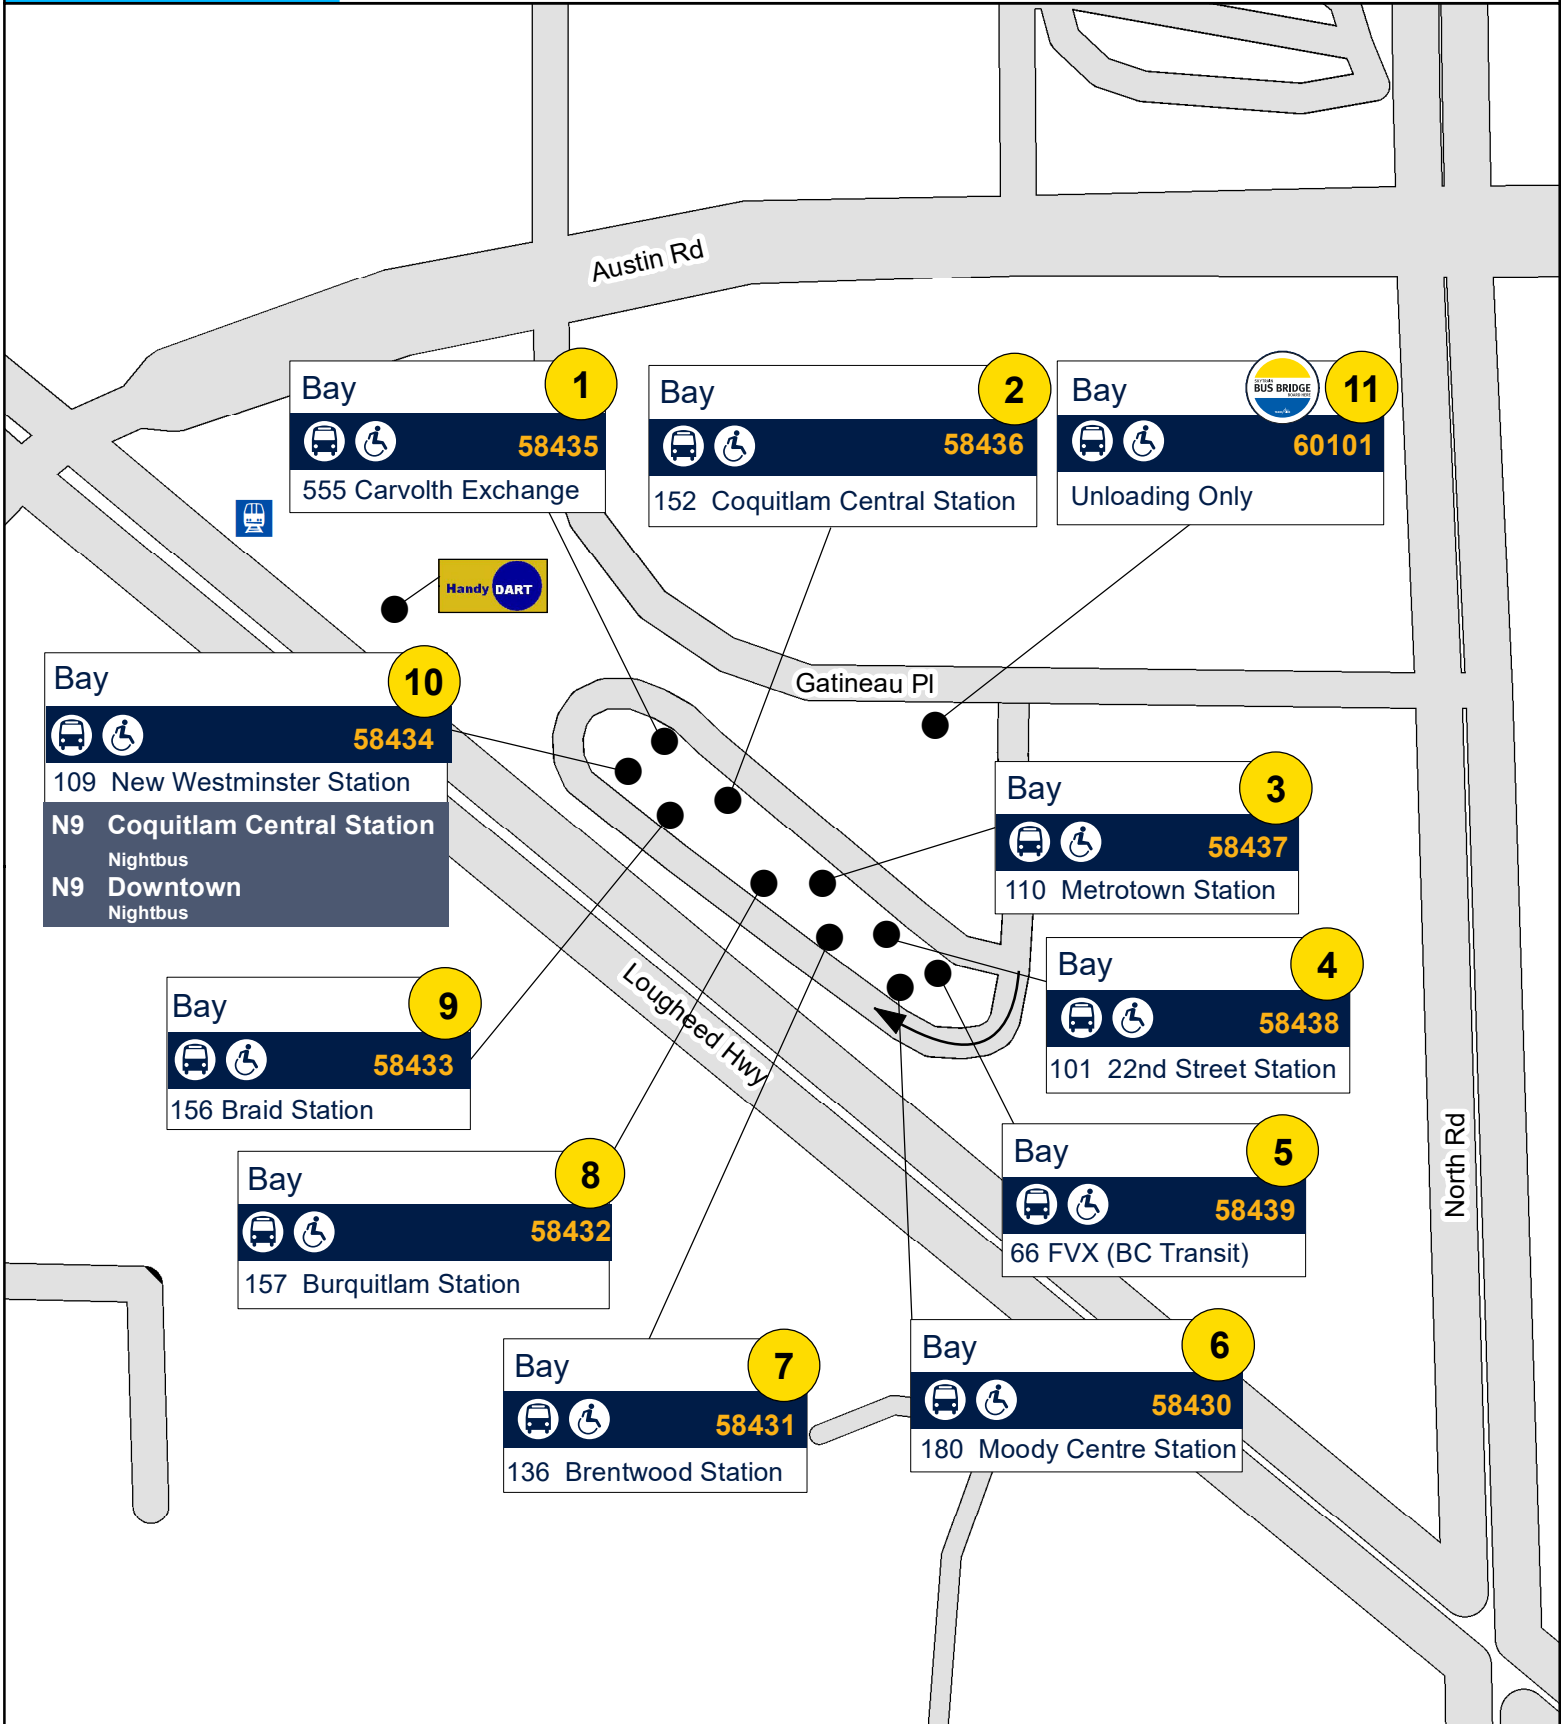 Austin Rd
Bay 1
58435
555 Carvolth Exchange
Bay 2
58436
152 Coquitlam Central Station
Bay BUS BRIDGE 11
60101
Unloading Only
Handy DART
Gatineau Pl
Bay 10
58434
109 New Westminster Station
N9 Coquitlam Central Station
Nightbus
N9 Downtown
Nightbus
Bay 3
58437
110 Metrotown Station
Bay 4
58438
101 22nd Street Station
Bay 9
58433
156 Braid Station
Lougheed Hwy
Bay 5
58439
66 FVX (BC Transit)
North Rd
Bay 8
58432
157 Burquitlam Station
Bay 6
58430
180 Moody Centre Station
Bay 7
58431
136 Brentwood Station